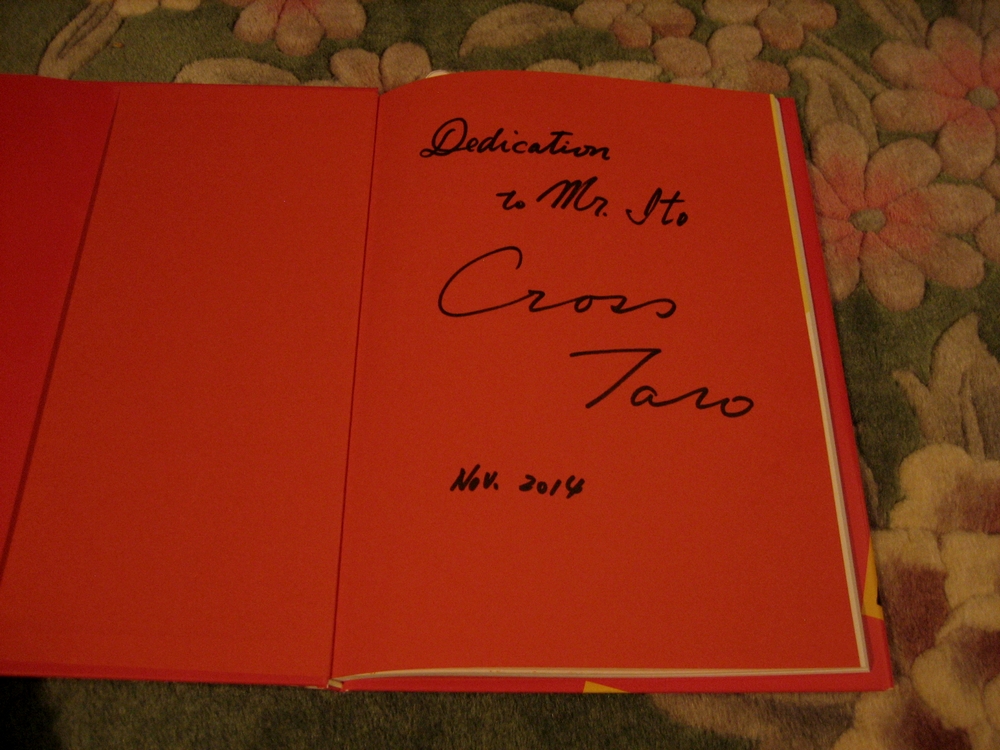 Dedication
to Mr. Ito
Cross
Taro
Nov. 2014